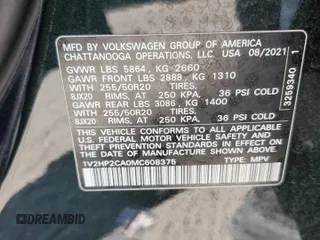 MFD BY VOLKSWAGEN GROUP OF AMERICA
CHATTANOOGA OPERATIONS, LLC. USA 08/2021
GVWR LBS 5864, KG 2660
GAWR FRONT LBS 2888, KG 1310
WITH 255/50R20 TIRES
8JX20 RIMS, AT 250 KPA, 36 PSI COLD
GAWR REAR LBS 3086, KG 1400
WITH 255/50R20 TIRES
8JX20 RIMS, AT 250 KPA, 36 PSI COLD
THIS VEHICLE CONFORMS TO ALL APPLICABLE
U.S. FEDERAL MOTOR VEHICLE SAFETY STANDARDS
IN EFFECT ON THE DATE OF MANUFACTURE
SHOWN ABOVE.
1V2HP2CA0MC608375 TYPE: MPV
3259340 1
DREAMBID